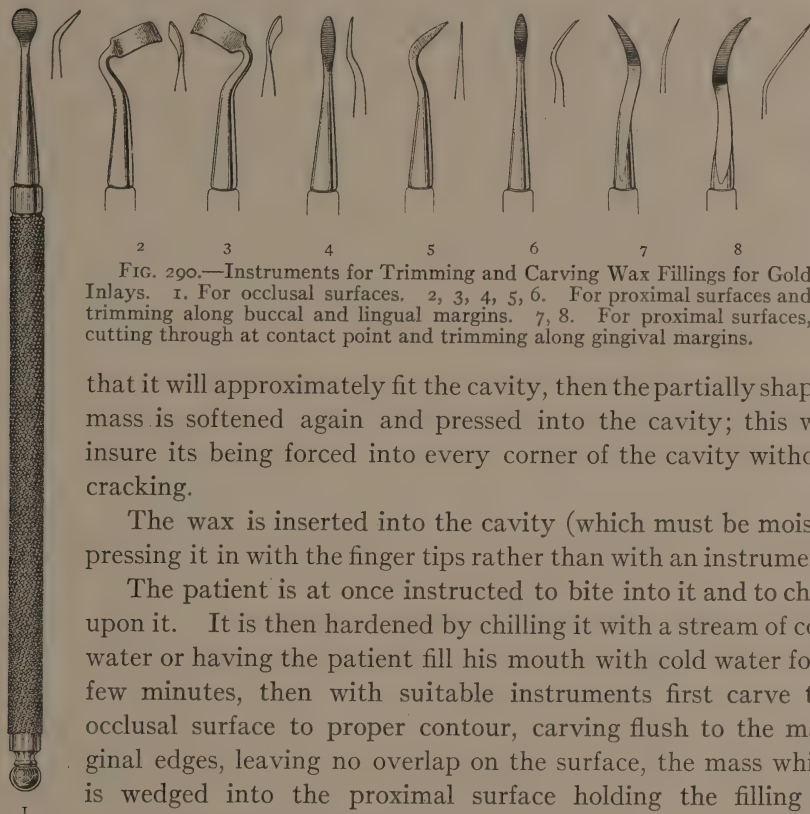 2 3 4 5 6 7 8
FIG. 290.—Instruments for Trimming and Carving Wax Fillings for Gold
Inlays. 1. For occlusal surfaces. 2, 3, 4, 5, 6. For proximal surfaces and
trimming along buccal and lingual margins. 7, 8. For proximal surfaces,
cutting through at contact point and trimming along gingival margins.
that it will approximately fit the cavity, then the partially shap
mass is softened again and pressed into the cavity; this w
insure its being forced into every corner of the cavity witho
cracking.
The wax is inserted into the cavity (which must be mois
pressing it in with the finger tips rather than with an instrume
The patient is at once instructed to bite into it and to ch
upon it. It is then hardened by chilling it with a stream of co
water or having the patient fill his mouth with cold water fo
few minutes, then with suitable instruments first carve t
occlusal surface to proper contour, carving flush to the ma
ginal edges, leaving no overlap on the surface, the mass whi
is wedged into the proximal surface holding the filling
1